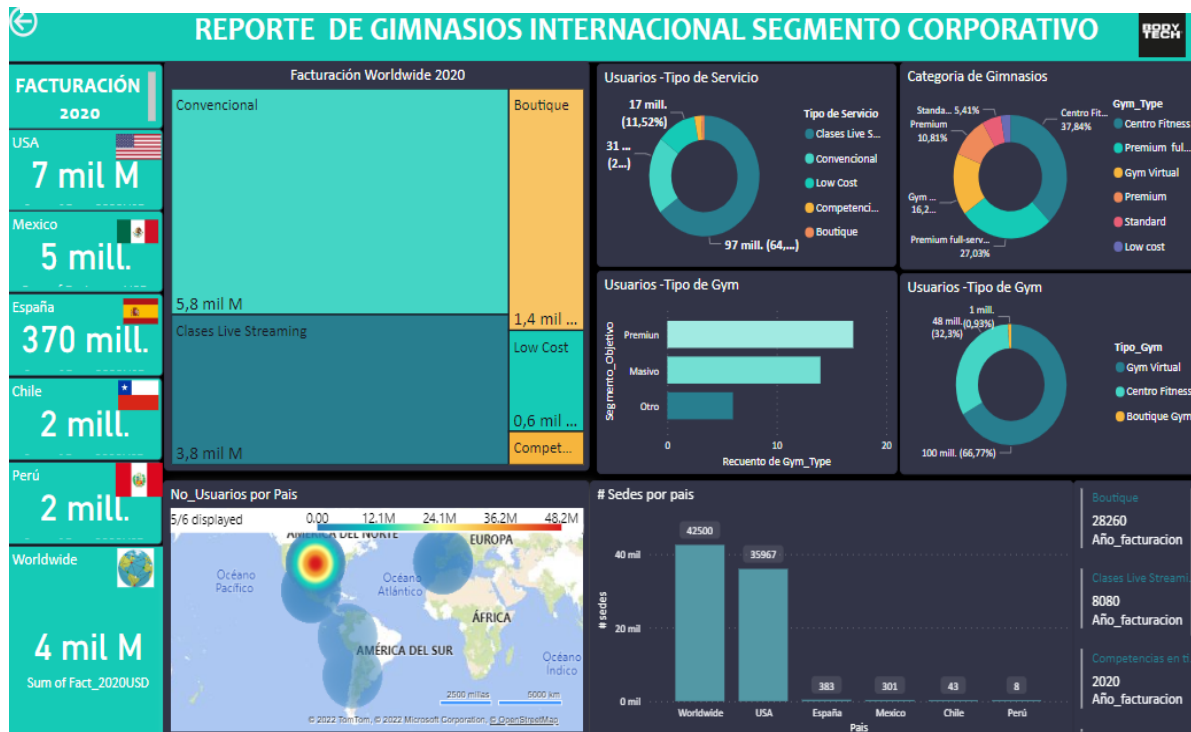 REPORTE DE GIMNASIOS INTERNACIONAL SEGMENTO CORPORATIVO
BODY
TECH
FACTURACIÓN
2020
USA
7 mil M
Mexico
5 mill.
España
370 mill.
Chile
2 mill.
Perú
2 mill.
Worldwide
4 mil M
Sum of Fact_2020USD
Facturación Worldwide 2020
Convencional
5,8 mil M
Clases Live Streaming
3,8 mil M
Boutique
1,4 mil ...
Low Cost
0,6 mil ...
Compet...
Usuarios -Tipo de Servicio
17 mill.
(11,52%)
31 ...
(2...)
97 mill. (64,...)
Tipo de Servicio
Clases Live S...
Convencional
Low Cost
Competenci...
Boutique
Categoria de Gimnasios
Standa... 5,41%
Premium
10,81%
Gym ...
16,2...
Premium full-serv...
27,03%
Centro Fit...
37,84%
Gym_Type
Centro Fitness
Premium ful...
Gym Virtual
Premium
Standard
Low cost
Usuarios -Tipo de Gym
Segmento_Objetivo
Premiun
Masivo
Otro
0 10 20
Recuento de Gym_Type
Usuarios -Tipo de Gym
1 mill.
(0,93%)
48 mill.
(32,3%)
100 mill. (66,77%)
Tipo_Gym
Gym Virtual
Centro Fitness
Boutique Gym
No_Usuarios por Pais
5/6 displayed
0.00 12.1M 24.1M 36.2M 48.2M
AMÉRICA DEL NORTE
EUROPA
Océano
Pacífico
Océano
Atlántico
ÁFRICA
AMÉRICA DEL SUR
Océano
Índico
2500 millas 5000 km
© 2022 TomTom, © 2022 Microsoft Corporation, © OpenStreetMap
# Sedes por pais
# sedes
40 mil
20 mil
0 mil
42500
35967
383
301
43
8
Worldwide USA España Mexico Chile Perú
Pais
Boutique
28260
Año_facturacion
Clases Live Streami...
8080
Año_facturacion
Competencias en ti...
2020
Año_facturacion